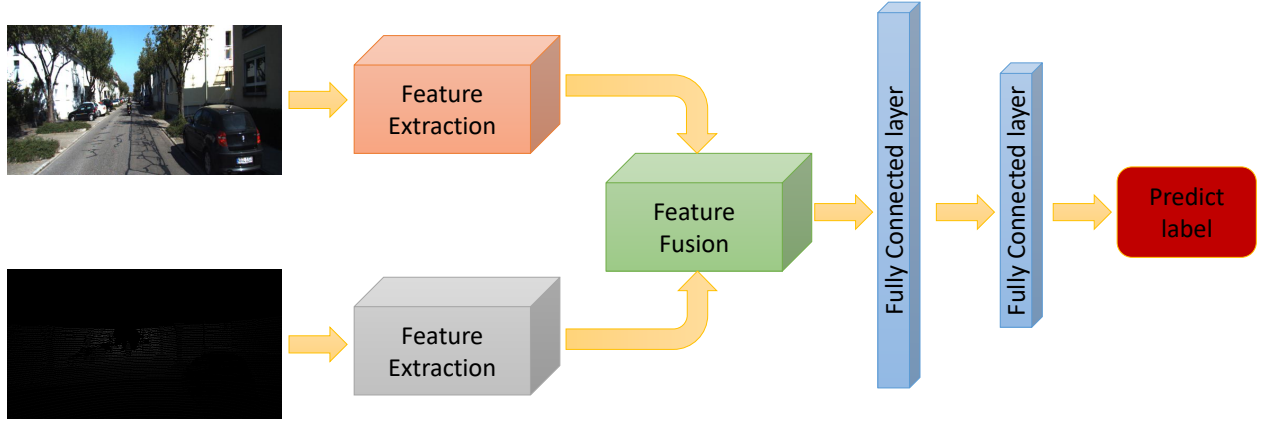 Feature
Extraction
Feature
Fusion
Feature
Extraction
Fully Connected layer
Fully Connected layer
Predict
label